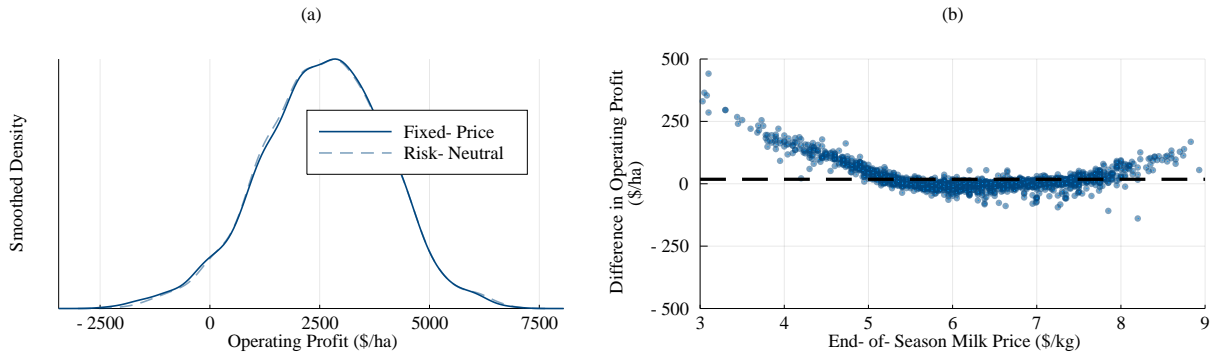 (a)
Smoothed Density
Fixed- Price
Risk- Neutral
- 2500
0
2500
5000
7500
Operating Profit ($/ha)
(b)
Difference in Operating Profit
($/ha)
500
250
0
- 250
- 500
3
4
5
6
7
8
9
End- of- Season Milk Price ($/kg)